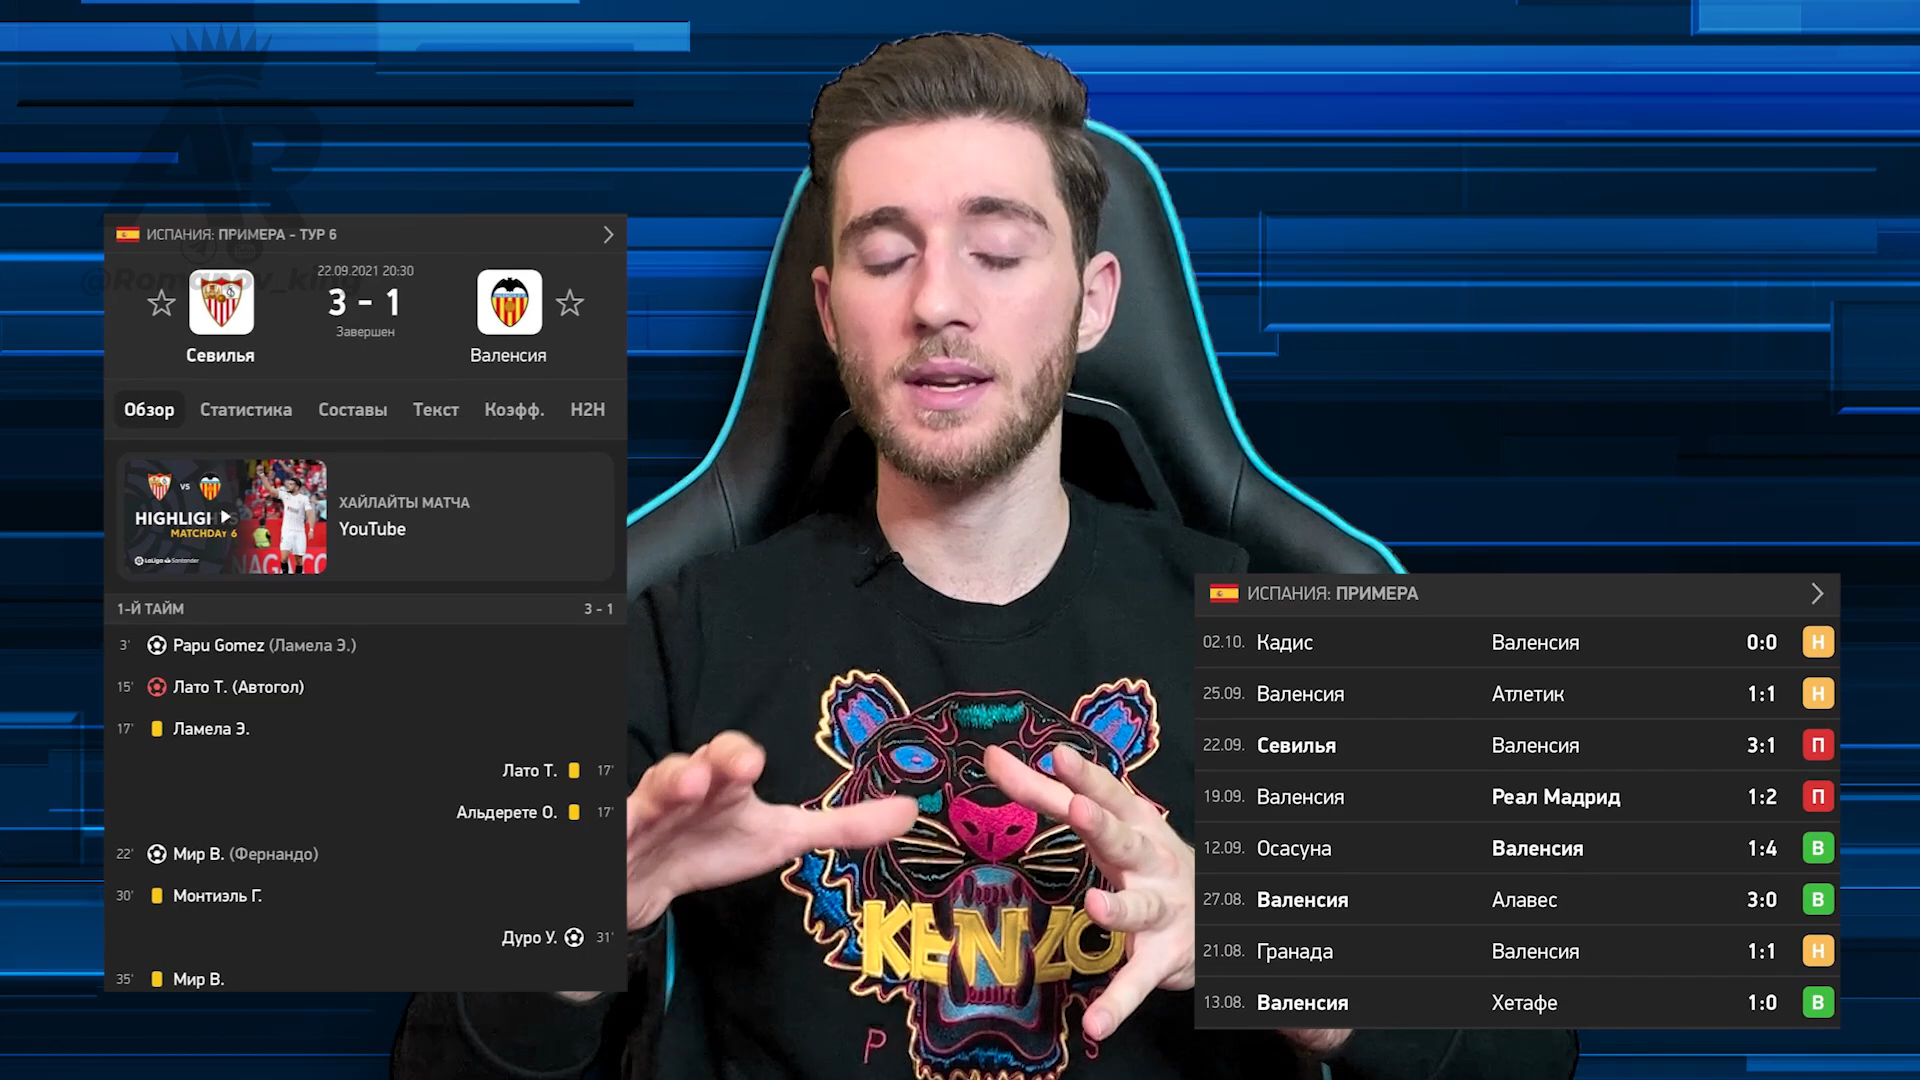 AR
@Romanov_king
ИСПАНИЯ: ПРИМЕРА - ТУР 6
22.09.2021 20:30
3 - 1
Завершен
Севилья
Валенсия
Обзор Статистика Составы Текст Коэфф. H2H
VS
HIGHLIGHTS
MATCHDAY 6
LaLiga Santander
ХАЙЛАЙТЫ МАТЧА
YouTube
1-Й ТАЙМ 3 - 1
3' Papu Gomez (Ламела Э.)
15' Лато Т. (Автогол)
17' Ламела Э.
Лато Т. 17'
Альдерете О. 17'
22' Мир В. (Фернандо)
30' Монтиэль Г.
Дуро У. 31'
35' Мир В.
KENZO
P S
ИСПАНИЯ: ПРИМЕРА
02.10. Кадис Валенсия 0:0 Н
25.09. Валенсия Атлетик 1:1 Н
22.09. Севилья Валенсия 3:1 П
19.09. Валенсия Реал Мадрид 1:2 П
12.09. Осасуна Валенсия 1:4 В
27.08. Валенсия Алавес 3:0 В
21.08. Гранада Валенсия 1:1 Н
13.08. Валенсия Хетафе 1:0 В